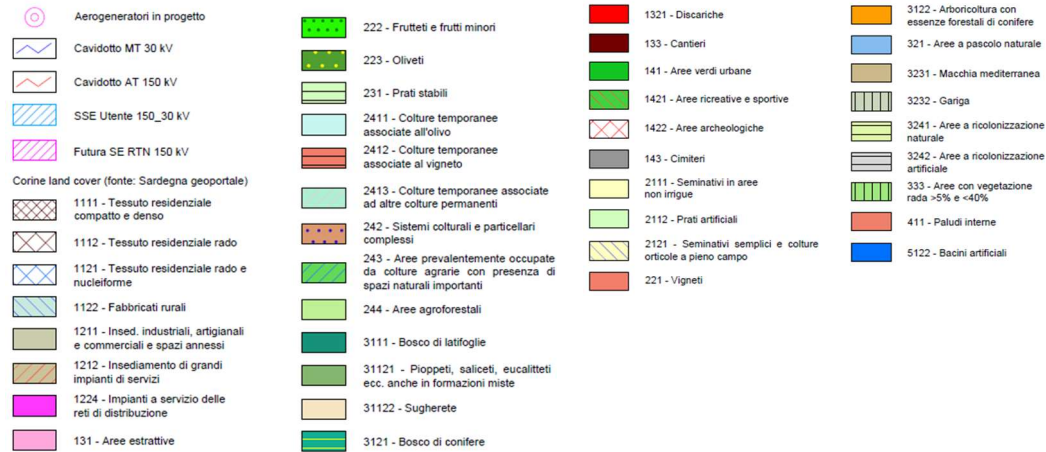 Aerogeneratori in progetto
Cavidotto MT 30 kV
Cavidotto AT 150 kV
SSE Utente 150_30 kV
Futura SE RTN 150 kV
Corine land cover (fonte: Sardegna geoportale)
1111 - Tessuto residenziale
compatto e denso
1112 - Tessuto residenziale rado
1121 - Tessuto residenziale rado e
nucleiforme
1122 - Fabbricati rurali
1211 - Insed. industriali, artigianali
e commerciali e spazi annessi
1212 - Insediamento di grandi
impianti di servizi
1224 - Impianti a servizio delle
reti di distribuzione
131 - Aree estrattive
222 - Frutteti e frutti minori
223 - Oliveti
231 - Prati stabili
2411 - Colture temporanee
associate all'olivo
2412 - Colture temporanee
associate al vigneto
2413 - Colture temporanee associate
ad altre colture permanenti
242 - Sistemi colturali e particellari
complessi
243 - Aree prevalentemente occupate
da colture agrarie con presenza di
spazi naturali importanti
244 - Aree agroforestali
3111 - Bosco di latifoglie
31121 - Pioppeti, saliceti, eucalitteti
ecc. anche in formazioni miste
31122 - Sugherete
3121 - Bosco di conifere
1321 - Discariche
133 - Cantieri
141 - Aree verdi urbane
1421 - Aree ricreative e sportive
1422 - Aree archeologiche
143 - Cimiteri
2111 - Seminativi in aree
non irrigue
2112 - Prati artificiali
2121 - Seminativi semplici e colture
orticole a pieno campo
221 - Vigneti
3122 - Arboricoltura con
essenze forestali di conifere
321 - Aree a pascolo naturale
3231 - Macchia mediterranea
3232 - Gariga
3241 - Aree a ricolonizzazione
naturale
3242 - Aree a ricolonizzazione
artificiale
333 - Aree con vegetazione
rada >5% e <40%
411 - Paludi interne
5122 - Bacini artificiali